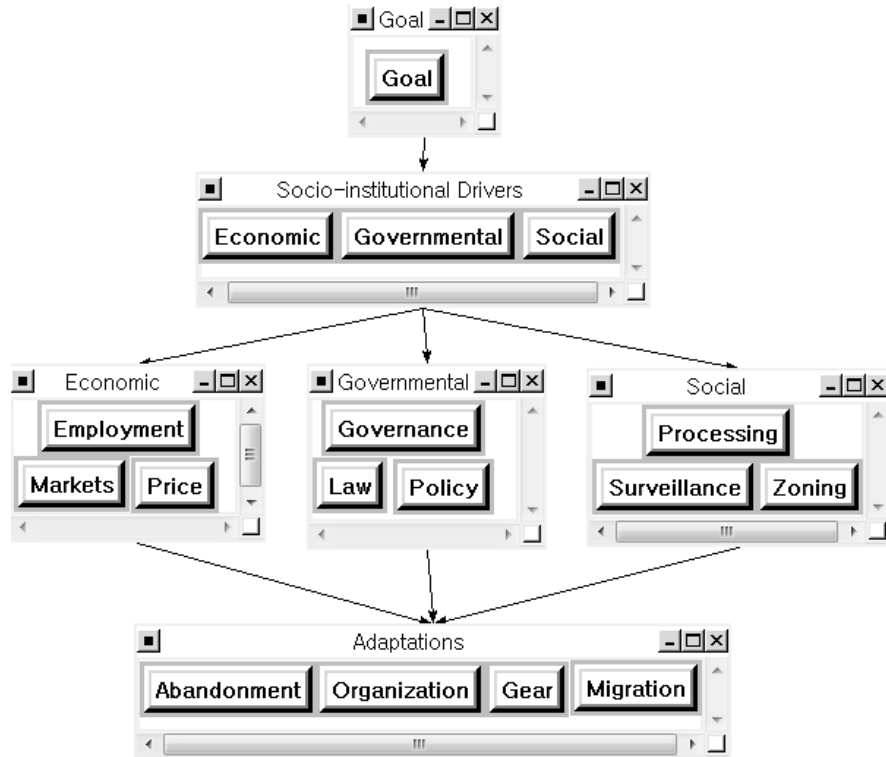 Goal
Goal
Socio-institutional Drivers
Economic Governmental Social
Economic
Employment
Markets Price
Governmental
Governance
Law Policy
Social
Processing
Surveillance Zoning
Adaptations
Abandonment Organization Gear Migration